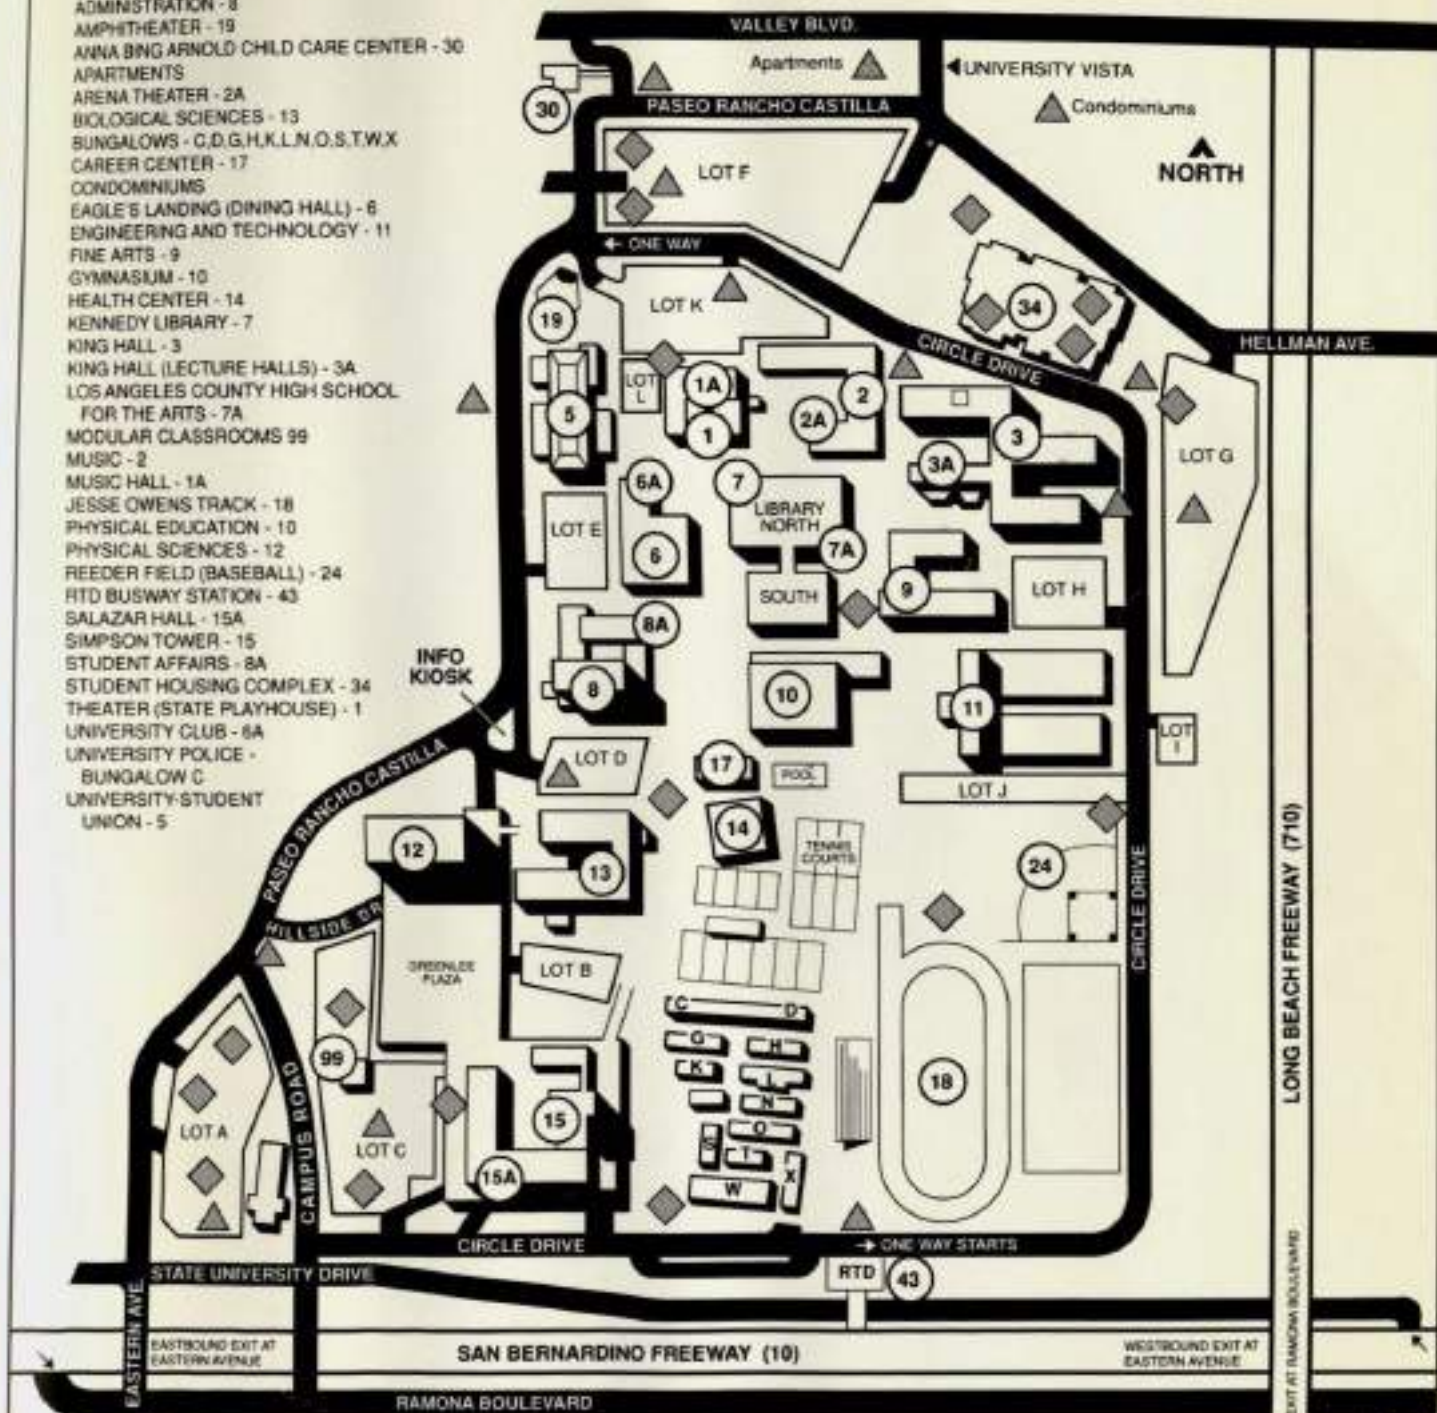 ADMINISTRATION - 8
AMPHITHEATER - 19
ANNA BING ARNOLD CHILD CARE CENTER - 30
APARTMENTS
ARENA THEATER - 2A
BIOLOGICAL SCIENCES - 13
BUNGALOWS - C,D,G,H,K,L,N,O,S,T,W,X
CAREER CENTER - 17
CONDOMINIUMS
EAGLE'S LANDING (DINING HALL) - 6
ENGINEERING AND TECHNOLOGY - 11
FINE ARTS - 9
GYMNASIUM - 10
HEALTH CENTER - 14
KENNEDY LIBRARY - 7
KING HALL - 3
KING HALL (LECTURE HALLS) - 3A
LOS ANGELES COUNTY HIGH SCHOOL
FOR THE ARTS - 7A
MODULAR CLASSROOMS 99
MUSIC - 2
MUSIC HALL - 1A
JESSE OWENS TRACK - 18
PHYSICAL EDUCATION - 10
PHYSICAL SCIENCES - 12
REEDER FIELD (BASEBALL) - 24
RTD BUSWAY STATION - 43
SALAZAR HALL - 15A
SIMPSON TOWER - 15
STUDENT AFFAIRS - 8A
STUDENT HOUSING COMPLEX - 34
THEATER (STATE PLAYHOUSE) - 1
UNIVERSITY CLUB - 6A
UNIVERSITY POLICE -
BUNGALOW C
UNIVERSITY-STUDENT
UNION - 5
VALLEY BLVD.
Apartments
UNIVERSITY VISTA
Condominiums
NORTH
30
PASEO RANCHO CASTILLA
LOT F
← ONE WAY
LOT K
19
34
CIRCLE DRIVE
HELLMAN AVE.
LOT L
1A
2
5
1
2A
3
3A
LOT G
6A
7
LIBRARY
NORTH
LOT E
6
7A
SOUTH
9
LOT H
8A
INFO
KIOSK
8
10
11
LOT I
PASEO RANCHO CASTILLA
LOT D
17
POOL
LOT J
12
14
TENNIS
COURTS
13
24
CIRCLE DRIVE
LONG BEACH FREEWAY (710)
HILLSIDE DR
GREENLEE
PLAZA
LOT B
C
D
G
H
K
L
N
O
S
T
W
X
99
18
LOT A
CAMPUS ROAD
LOT C
15
15A
CIRCLE DRIVE
→ ONE WAY STARTS
RTD
43
STATE UNIVERSITY DRIVE
EASTERN AVE.
EASTBOUND EXIT AT
EASTERN AVENUE
SAN BERNARDINO FREEWAY (10)
WESTBOUND EXIT AT
EASTERN AVENUE
EXIT AT RAMONA BOULEVARD
RAMONA BOULEVARD